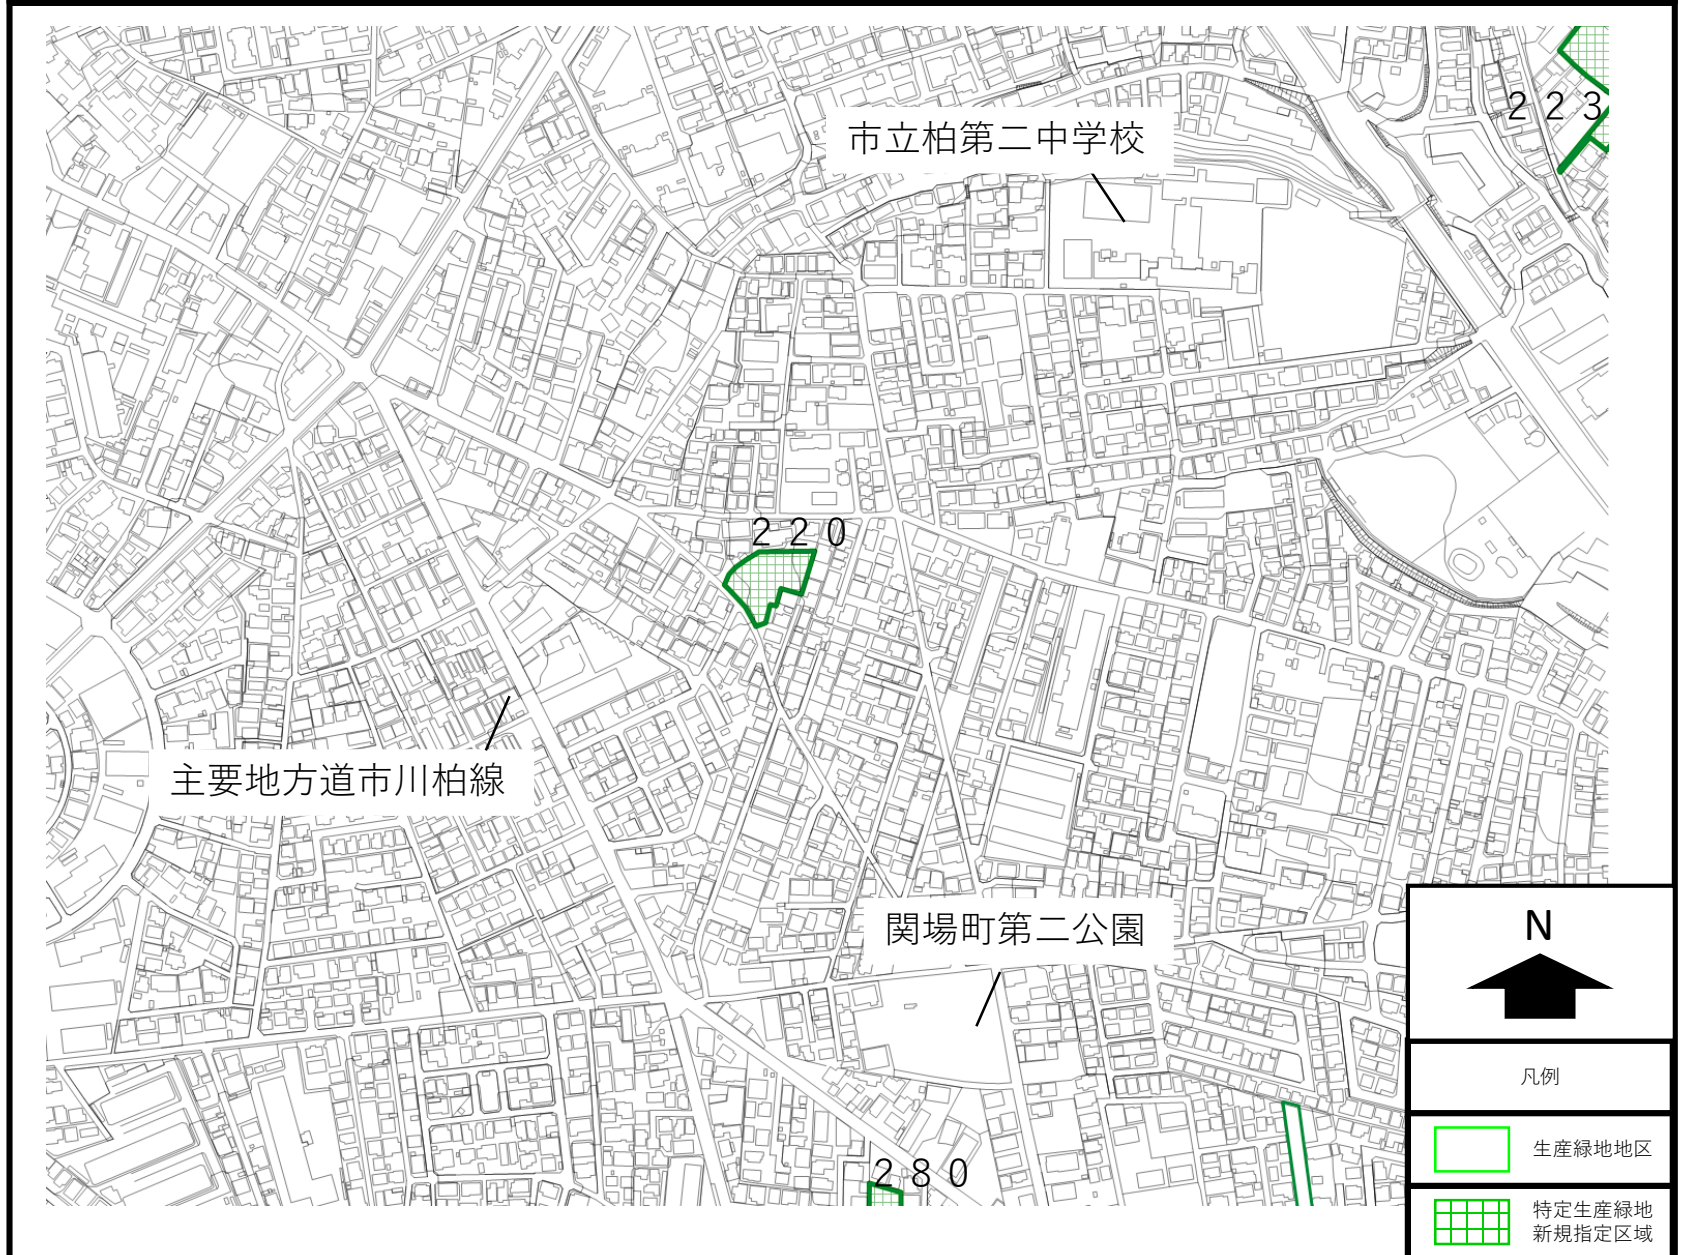 ２２３
市立柏第二中学校
２２０
主要地方道市川柏線
関場町第二公園
２８０
N
凡例
生産緑地地区
特定生産緑地
新規指定区域